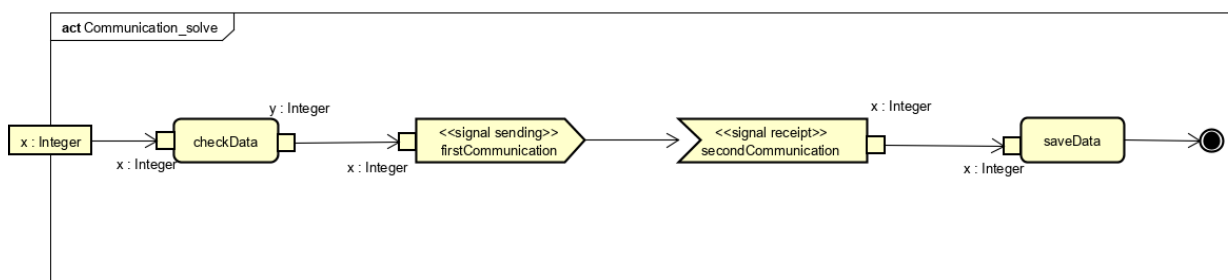 act Communication_solve
x : Integer
x : Integer
checkData
y : Integer
x : Integer
<<signal sending>>
firstCommunication
<<signal receipt>>
secondCommunication
x : Integer
x : Integer
saveData